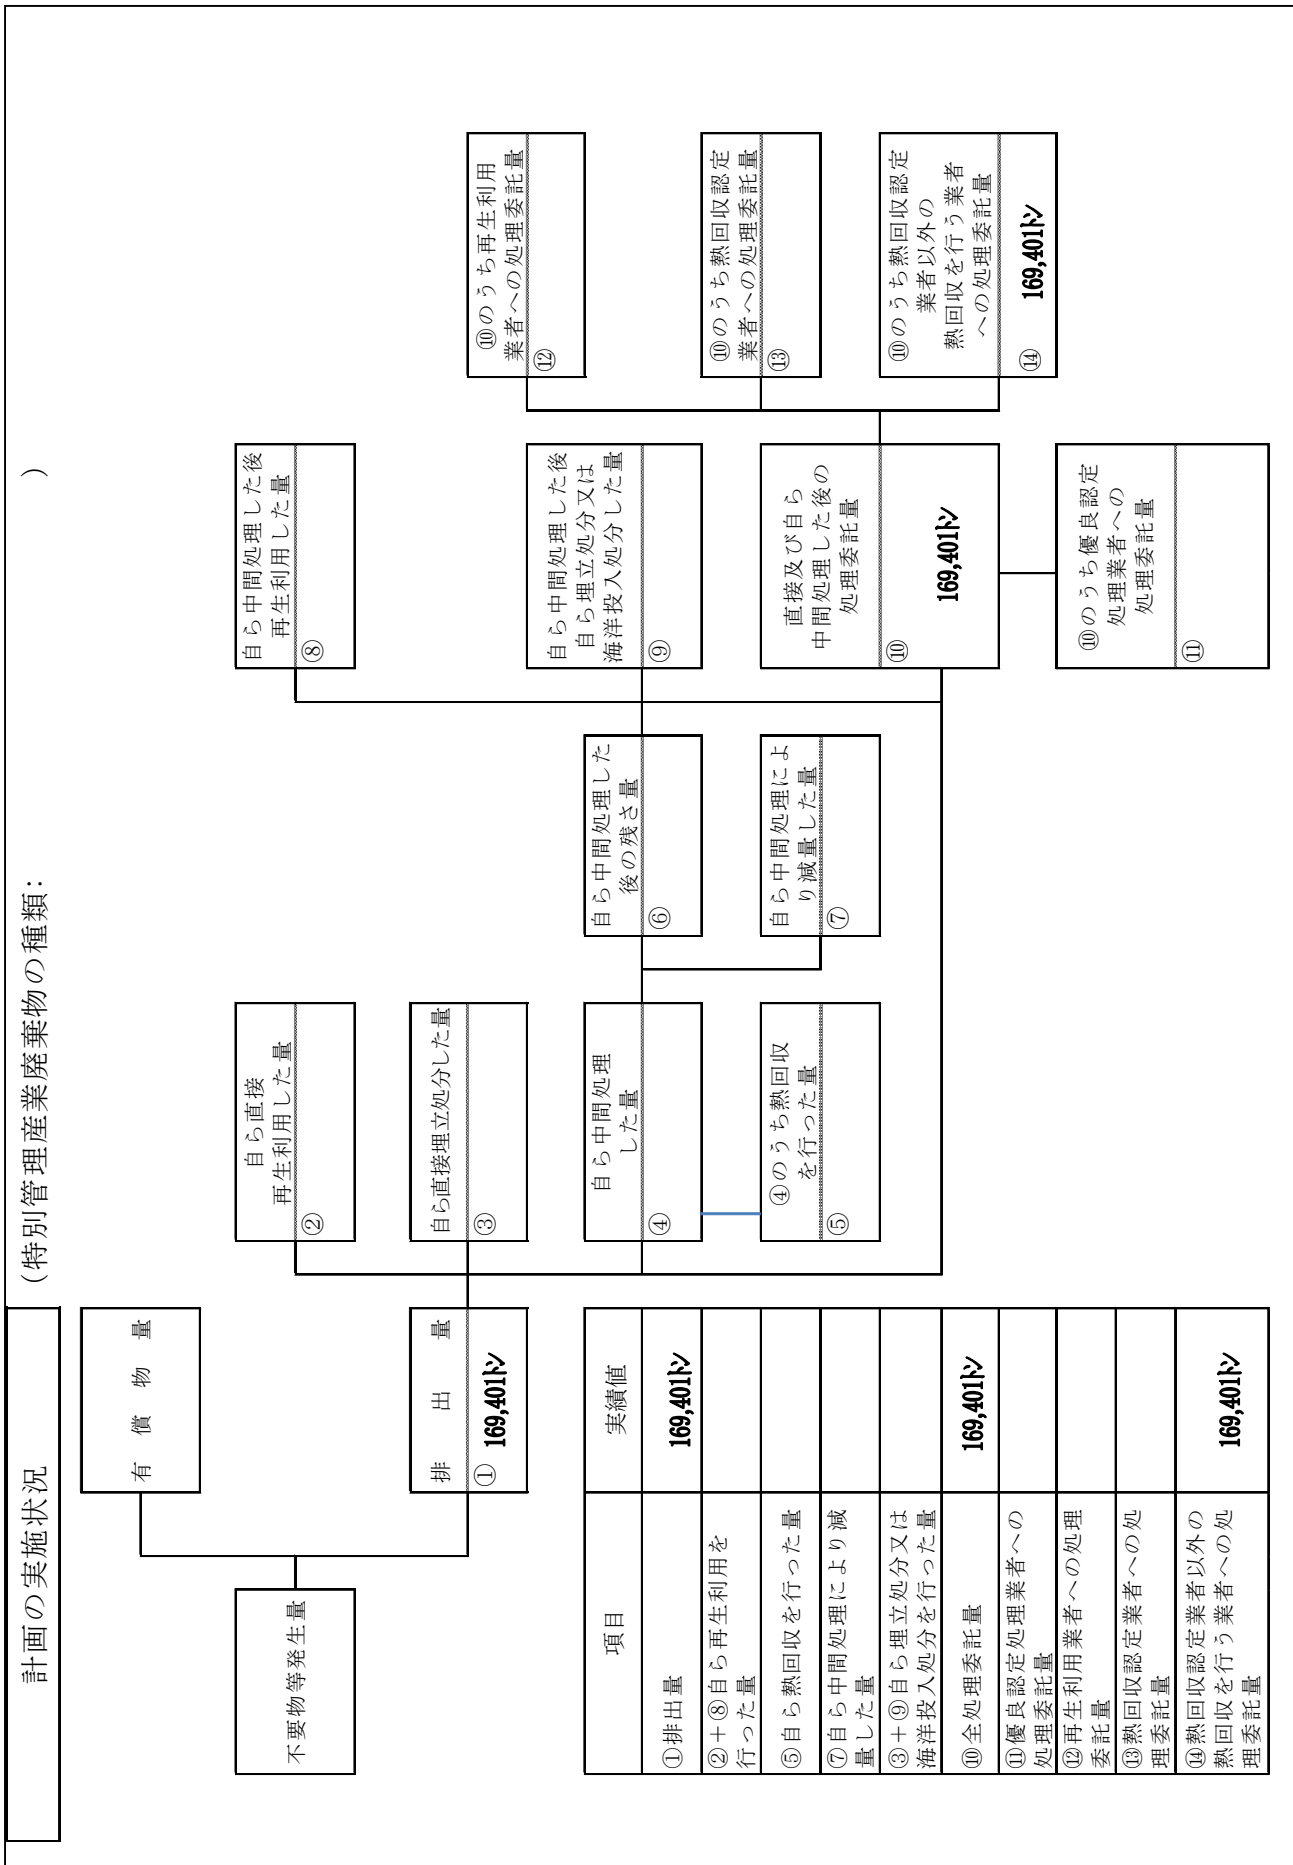 計画の実施状況
(特別管理産業廃棄物の種類： )
不要物等発生量
有償物量
排出量
① 169,401トン
自ら直接
再生利用した量
②
自ら直接埋立処分した量
③
自ら中間処理
した量
④
④のうち熱回収
を行った量
⑤
自ら中間処理した
後の残さ量
⑥
自ら中間処理によ
り減量した量
⑦
自ら中間処理した後
再生利用した量
⑧
自ら中間処理した後
自ら埋立処分又は
海洋投入処分した量
⑨
直接及び自ら
中間処理した後の
処理委託量
⑩
169,401トン
⑩のうち優良認定
処理業者への
処理委託量
⑪
⑩のうち再生利用
業者への処理委託量
⑫
⑩のうち熱回収認定
業者への処理委託量
⑬
⑩のうち熱回収認定
業者以外の
熱回収を行う業者
への処理委託量
⑭ 169,401トン
項目 実績値
①排出量 169,401トン
②＋⑧自ら再生利用を
行った量
⑤自ら熱回収を行った量
⑦自ら中間処理により減
量した量
③＋⑨自ら埋立処分又は
海洋投入処分を行った量
⑩全処理委託量 169,401トン
⑪優良認定処理業者への
処理委託量
⑫再生利用業者への処理
委託量
⑬熱回収認定業者への処
理委託量
⑭熱回収認定業者以外の
熱回収を行う業者への処
理委託量
169,401トン